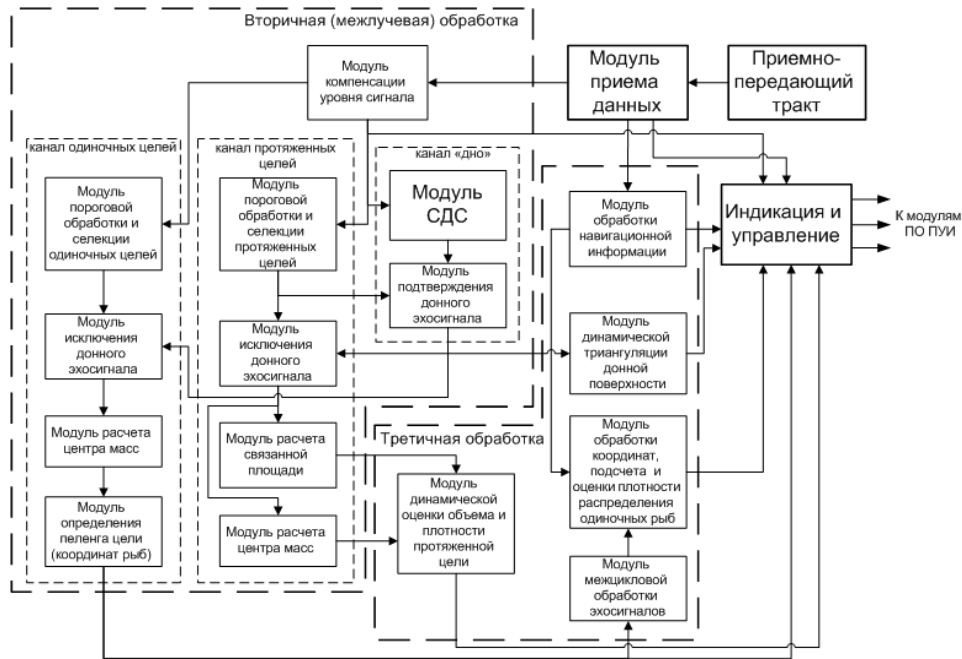 Вторичная (межлучевая) обработка
Модуль
компенсации
уровня сигнала
Модуль
приема
данных
Приемно-
передающий
тракт
канал одиночных целей
канал протяженных
целей
канал «дно»
Модуль
пороговой
обработки и
селекции
одиночных целей
Модуль
пороговой
обработки и
селекции
протяженных
целей
Модуль
СДС
Модуль
обработки
навигационной
информации
Индикация и
управление
К модулям
ПО ПУИ
Модуль
подтверждения
донного
эхосигнала
Модуль
исключения
донного
эхосигнала
Модуль
исключения
донного
эхосигнала
Модуль
динамической
триангуляции
донной
поверхности
Модуль расчета
центра масс
Модуль расчета
связанной
площади
Третичная обработка
Модуль
обработки
координат,
подсчета и
оценки плотности
распределения
одиночных рыб
Модуль
определения
пеленга цели
(координат рыб)
Модуль расчета
центра масс
Модуль
динамической
оценки объема и
плотности
протяженной
цели
Модуль
межцикловой
обработки
эхосигналов